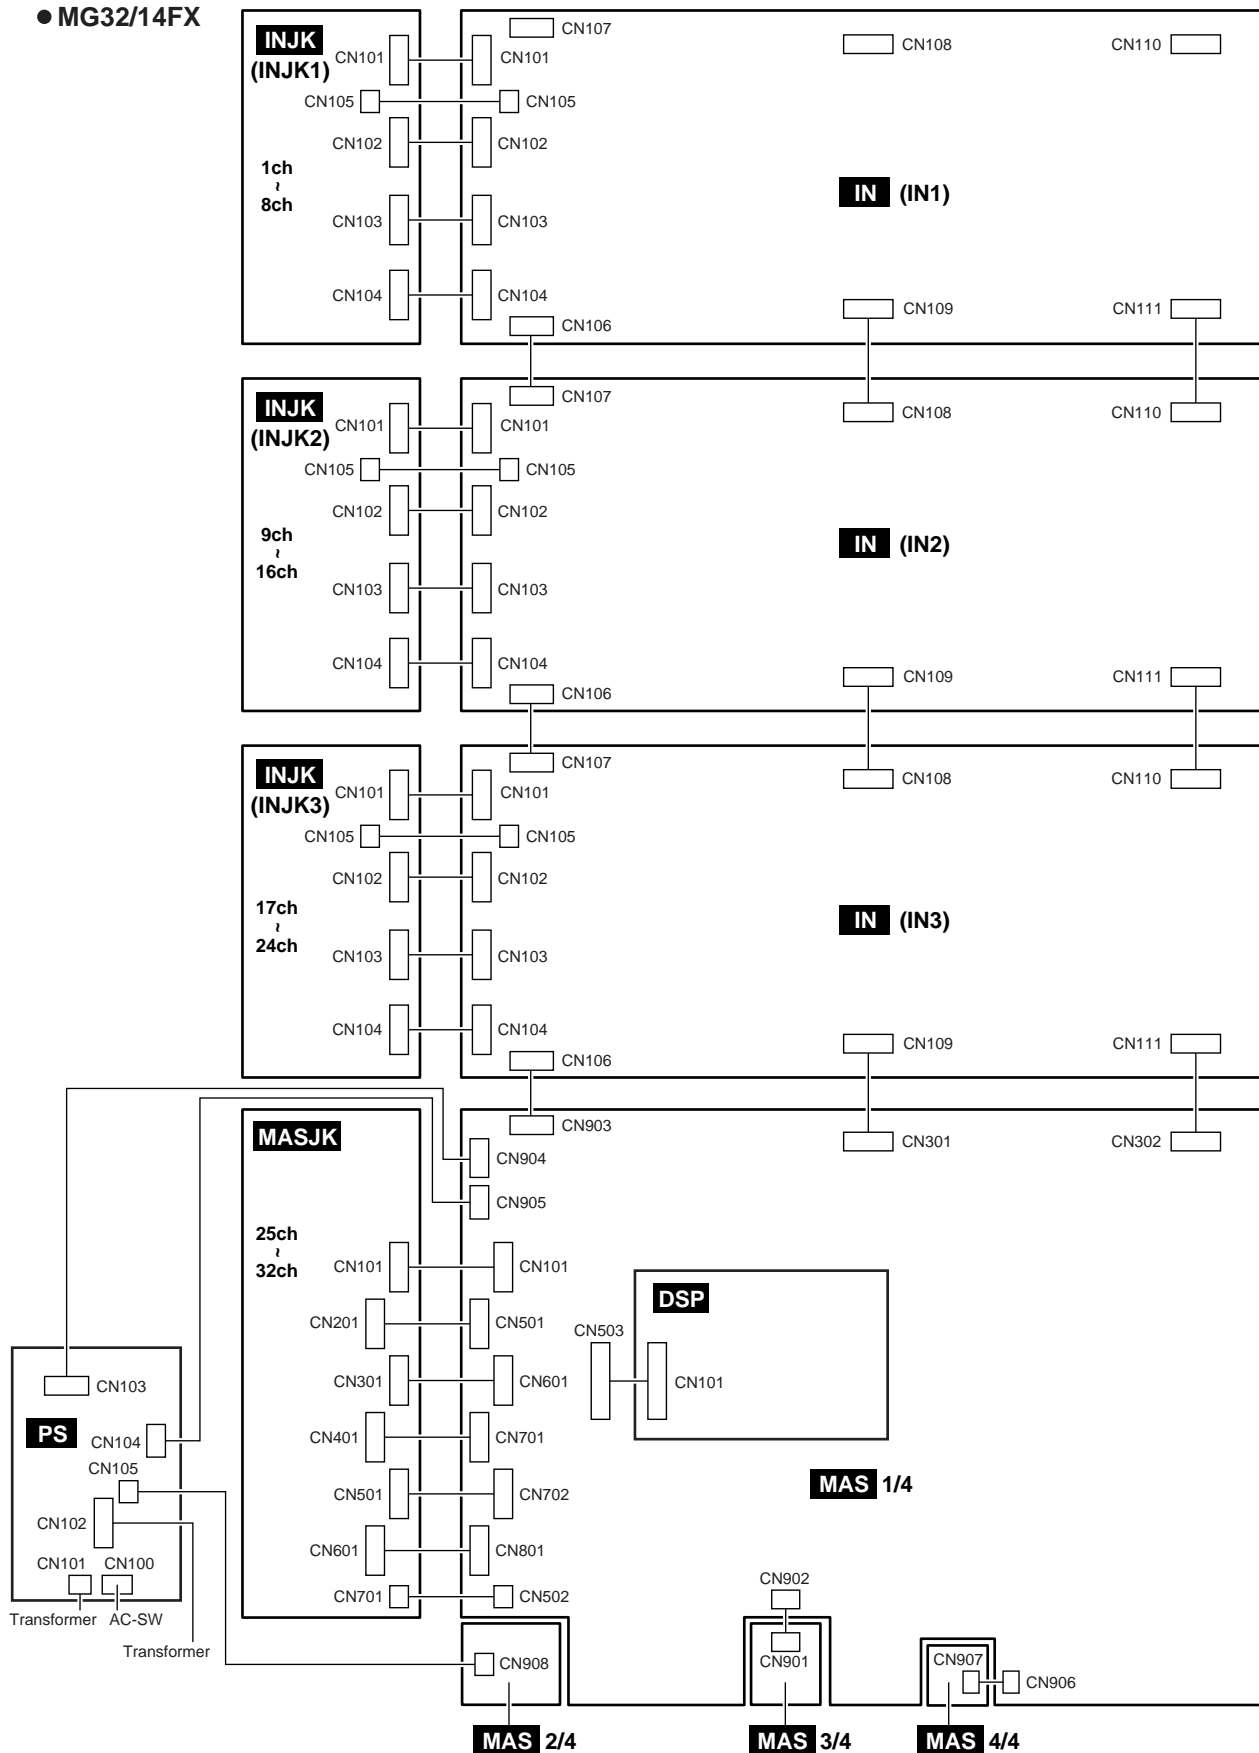 ● MG32/14FX
INJK
(INJK1)
1ch
~
8ch
CN101
CN105
CN102
CN103
CN104
CN107
CN101
CN105
CN102
CN103
CN104
CN106
CN108
CN110
IN (IN1)
CN109
CN111
INJK
(INJK2)
9ch
~
16ch
CN101
CN105
CN102
CN103
CN104
CN107
CN101
CN105
CN102
CN103
CN104
CN106
CN108
CN110
IN (IN2)
CN109
CN111
INJK
(INJK3)
17ch
~
24ch
CN101
CN105
CN102
CN103
CN104
CN107
CN101
CN105
CN102
CN103
CN104
CN106
CN108
CN110
IN (IN3)
CN109
CN111
MASJK
25ch
~
32ch
CN101
CN201
CN301
CN401
CN501
CN601
CN701
CN903
CN904
CN905
CN101
CN501
CN601
CN701
CN702
CN801
CN502
CN301
CN302
DSP
CN503
CN101
MAS 1/4
CN103
PS
CN104
CN105
CN102
CN101
CN100
Transformer
AC-SW
Transformer
CN908
MAS 2/4
CN902
CN901
MAS 3/4
CN907
CN906
MAS 4/4